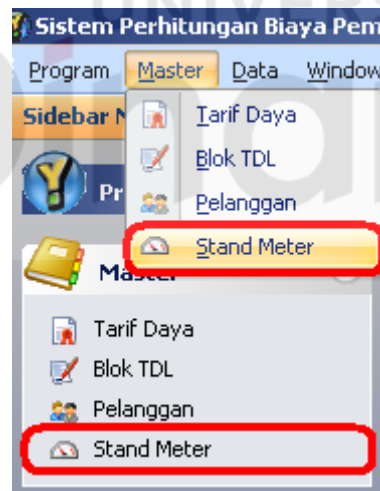 Sistem Perhitungan Biaya Pem
Program Master Data Window
Sidebar N
Tarif Daya
Blok TDL
Pelanggan
Stand Meter
Pr
Master
Tarif Daya
Blok TDL
Pelanggan
Stand Meter